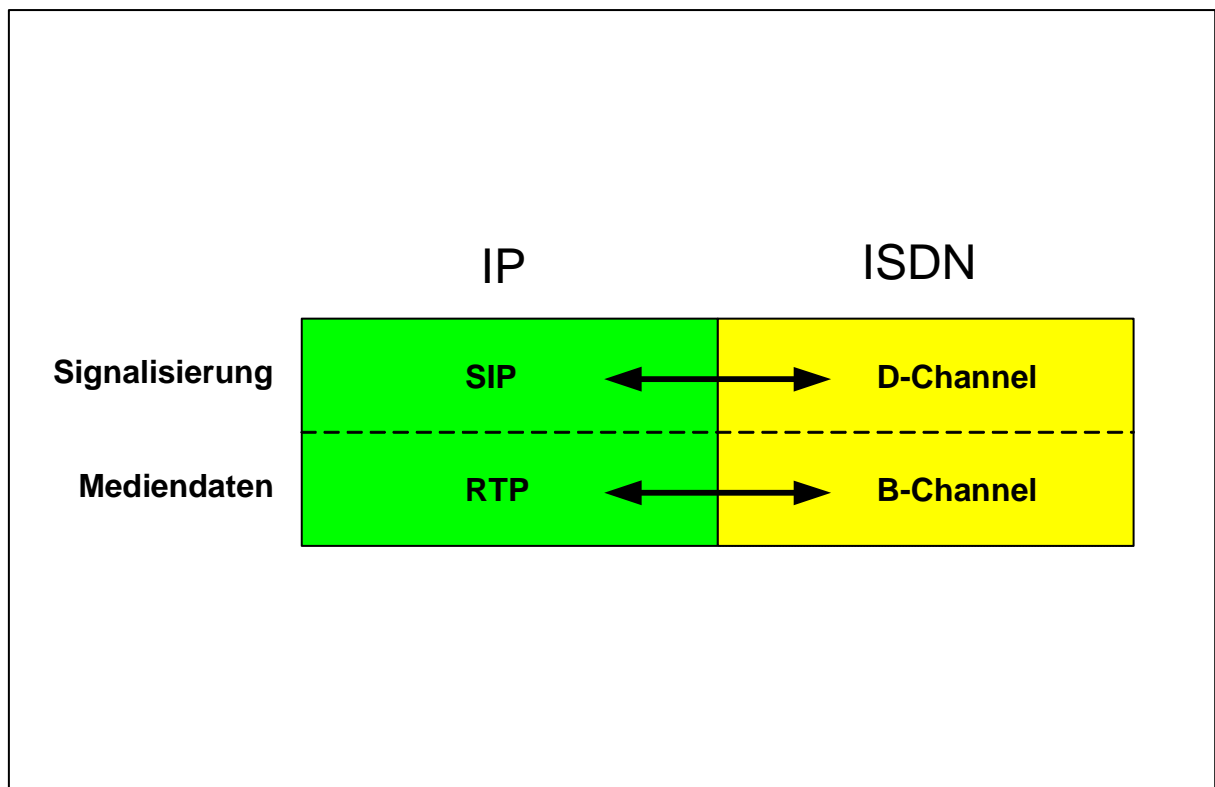 IP ISDN
Signalisierung SIP D-Channel
Mediendaten RTP B-Channel